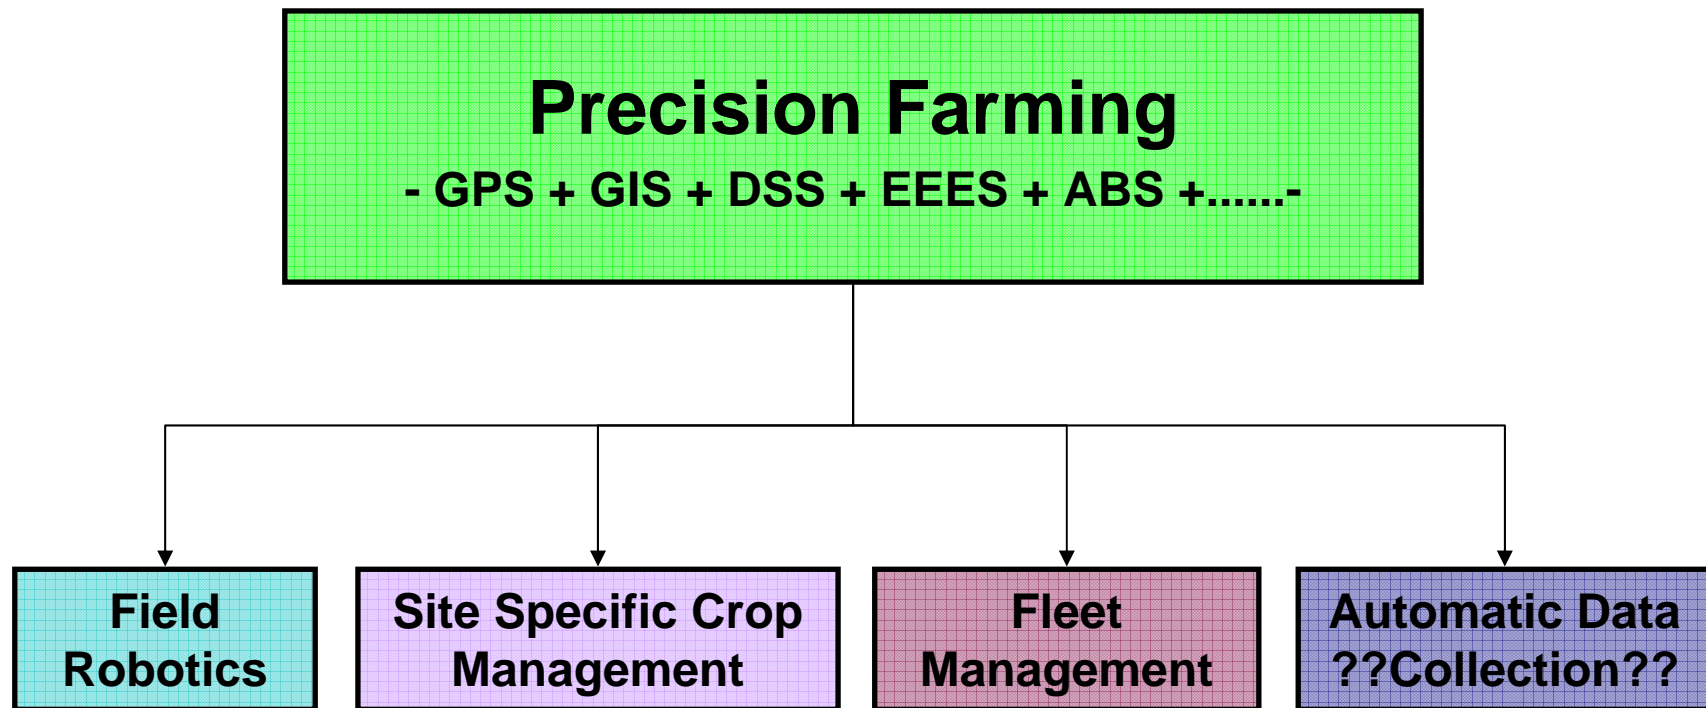 Precision Farming
- GPS + GIS + DSS + EEES + ABS +......-
Field
Robotics
Site Specific Crop
Management
Fleet
Management
Automatic Data
??Collection??